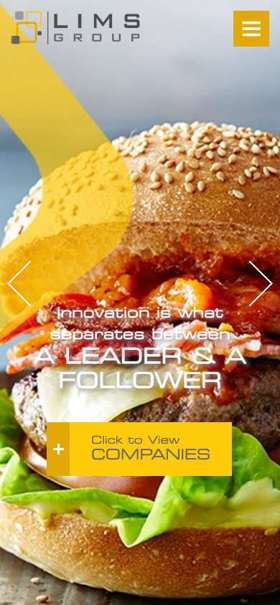 LIMS
GROUP
Innovation is what
separates between
A LEADER & A
FOLLOWER
+
Click to View
COMPANIES